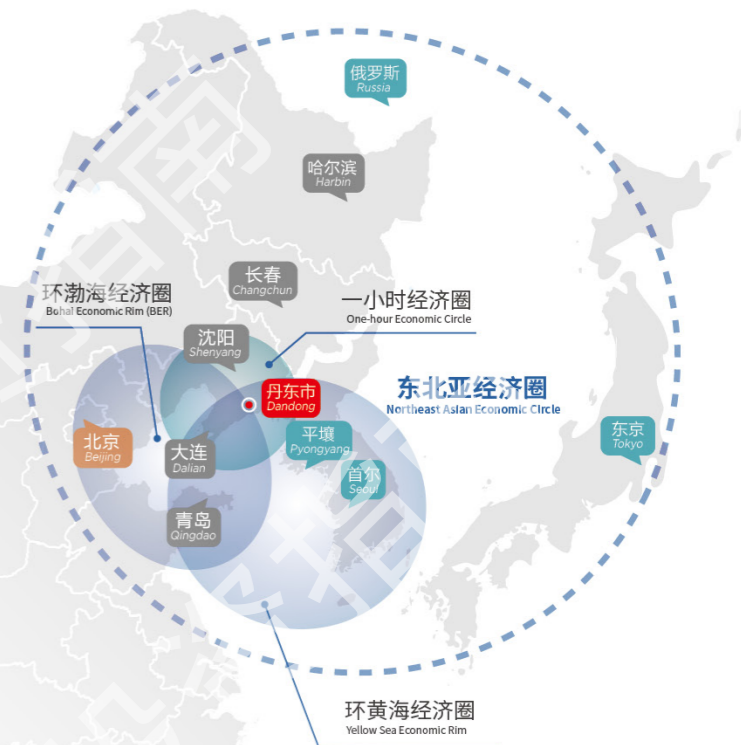 俄罗斯
Russia
哈尔滨
Harbin
长春
Changchun
环渤海经济圈
Bohai Economic Rim (BER)
一小时经济圈
One-hour Economic Circle
沈阳
Shenyang
丹东市
Dandong
东北亚经济圈
Northeast Asian Economic Circle
北京
Beijing
大连
Dalian
平壤
Pyongyang
东京
Tokyo
首尔
Seoul
青岛
Qingdao
环黄海经济圈
Yellow Sea Economic Rim